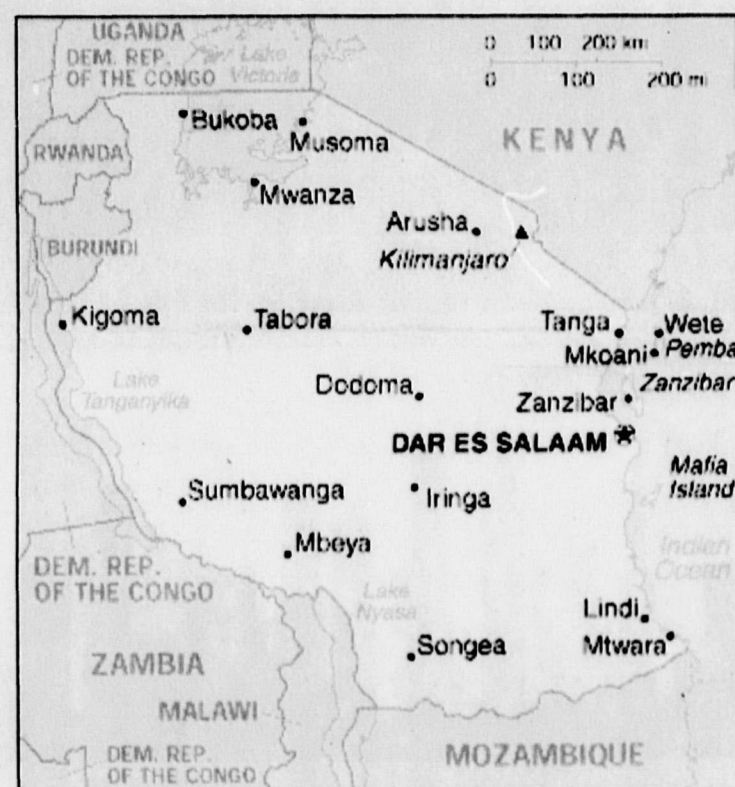 UGANDA
DEM. REP.
OF THE CONGO
Lake
Victoria
0 100 200 km
0 100 200 mi
Bukoba
Musoma
KENYA
RWANDA
Mwanza
Arusha
Kilimanjaro
BURUNDI
Kigoma
Tabora
Tanga
Wete
Mkoani
Pemba
Lake
Tanganyika
Dodoma
Zanzibar
Zanzibar
DAR ES SALAAM
Mafia
Island
Sumbawanga
Iringa
Mbeya
Indian
Ocean
DEM. REP.
OF THE CONGO
Lake
Nyasa
Lindi
Songea
Mtwara
ZAMBIA
MALAWI
MOZAMBIQUE
DEM. REP.
OF THE CONGO